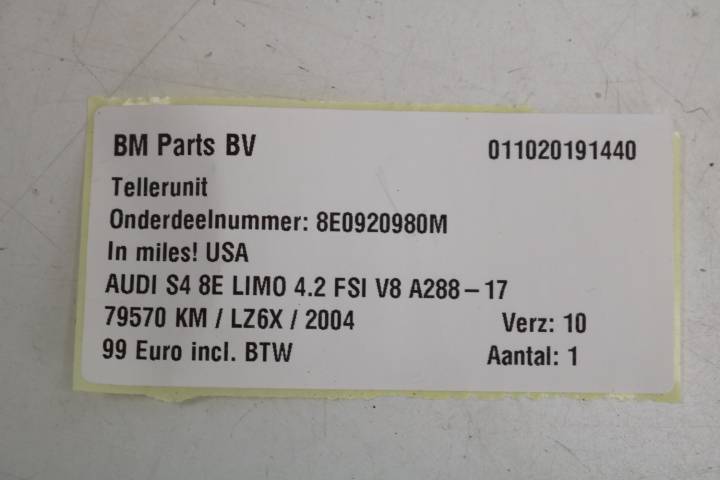 BM Parts BV 011020191440
Tellerunit
Onderdeelnummer: 8E0920980M
In miles! USA
AUDI S4 8E LIMO 4.2 FSI V8 A288-17
79570 KM / LZ6X / 2004 Verz: 10
99 Euro incl. BTW Aantal: 1